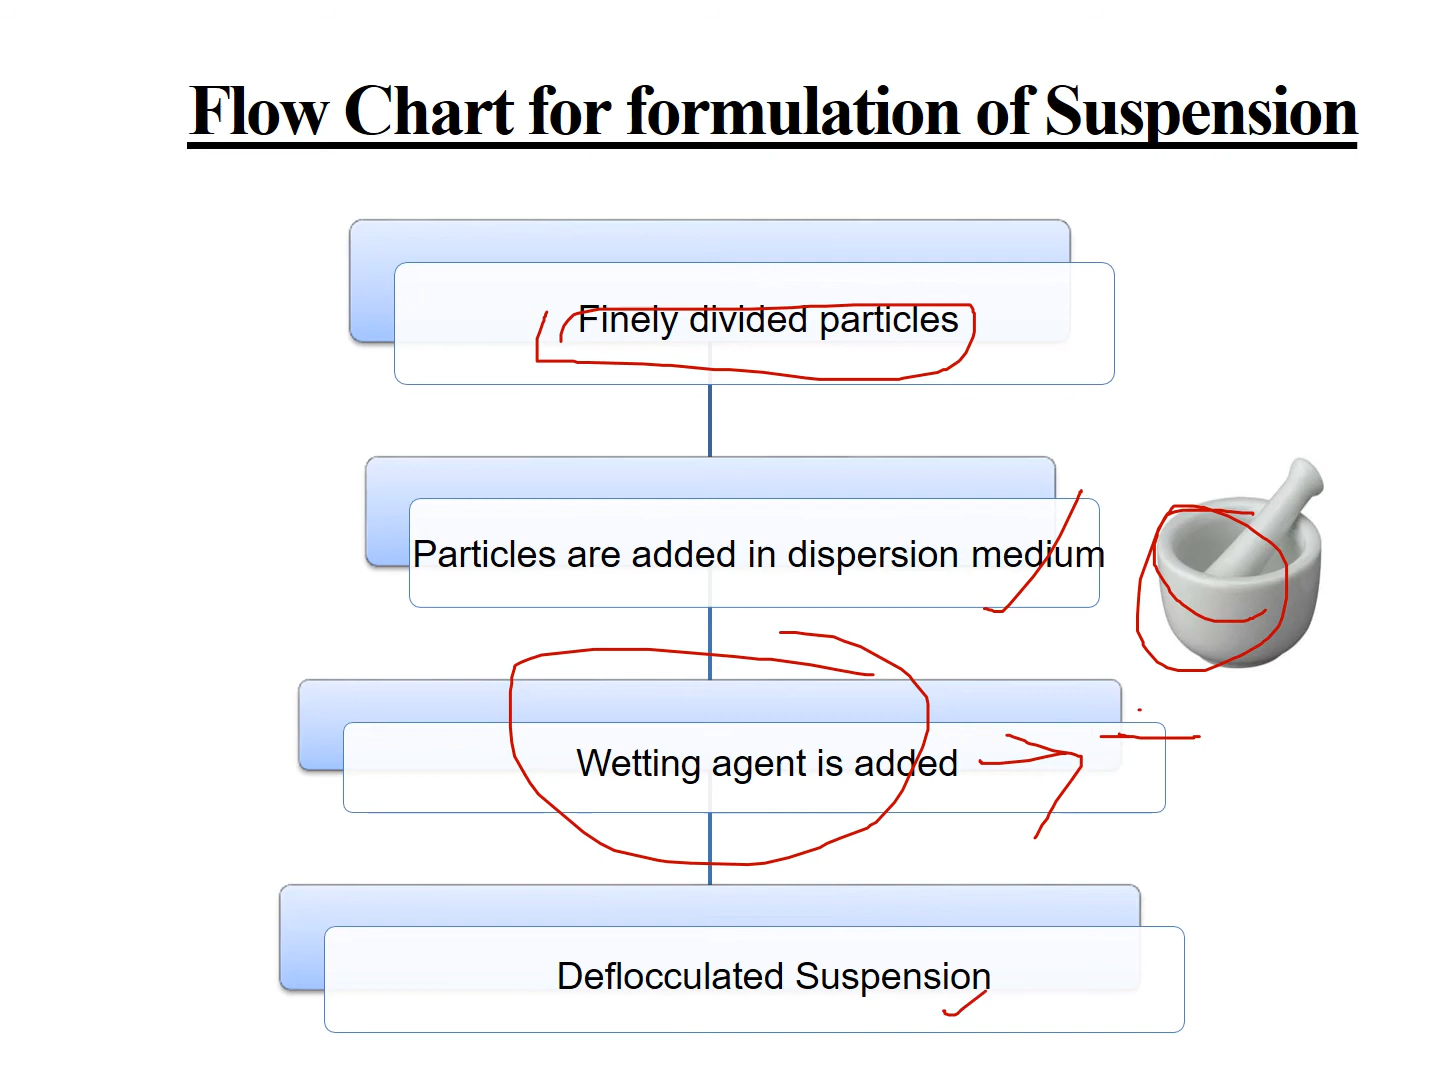 Flow Chart for formulation of Suspension
Finely divided particles
Particles are added in dispersion medium
Wetting agent is added
Deflocculated Suspension